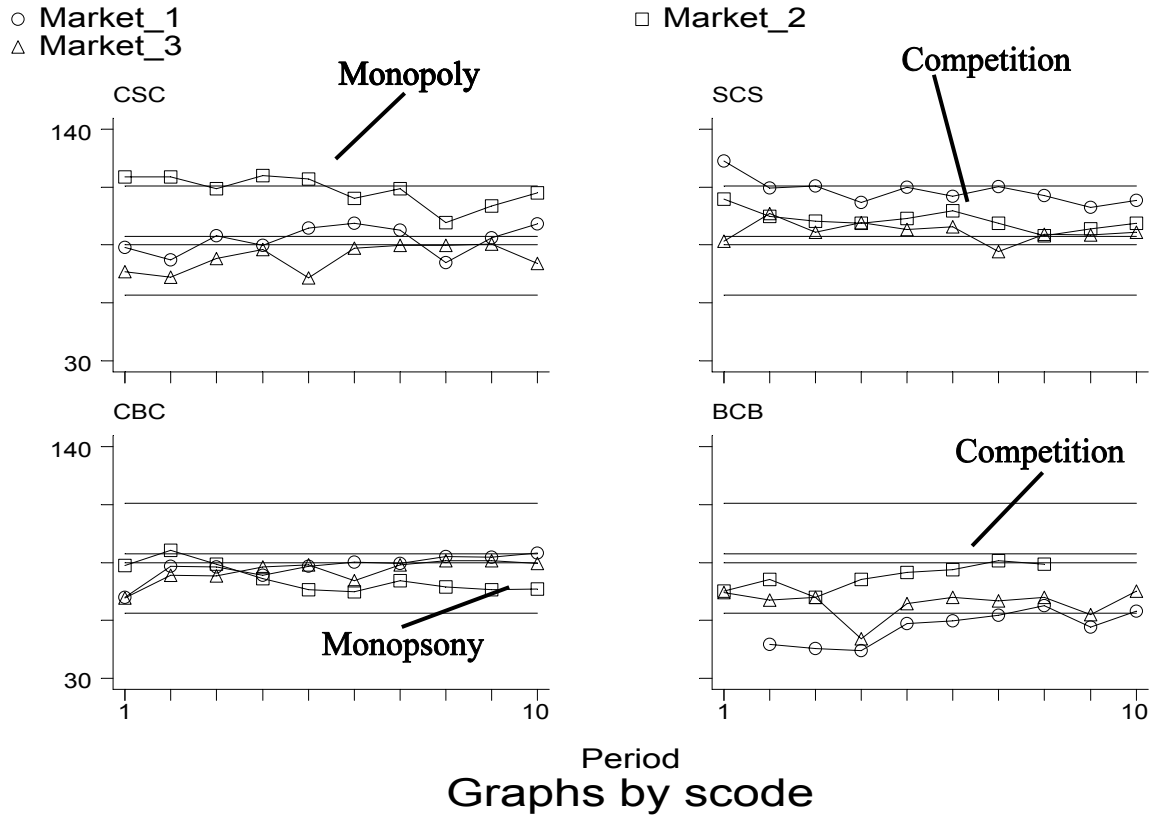 Market_1
Market_2
Market_3
Monopoly
Competition
CSC
SCS
140
30
CBC
BCB
140
Competition
Monopsony
30
1
10
1
10
Period
Graphs by scode